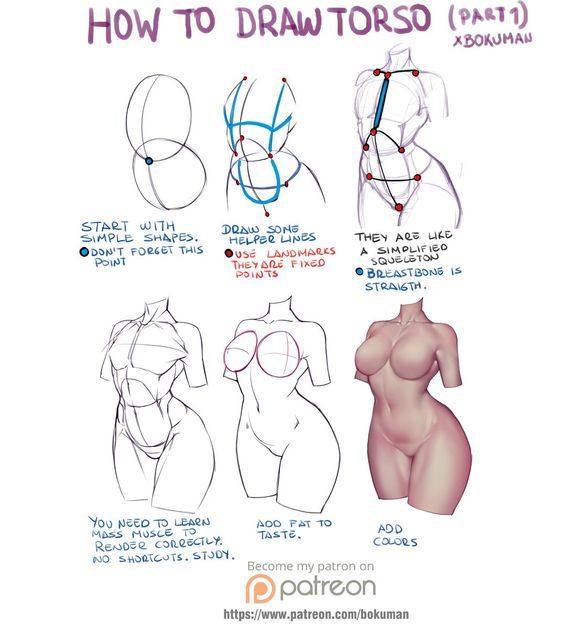 HOW TO DRAW TORSO (PART 1)
XBOKUMAN
START WITH
SIMPLE SHAPES.
DON'T FORGET THIS
POINT
DRAW SOME
HELPER LINES
USE LANDMARKS
THEY ARE FIXED
POINTS
THEY ARE LIKE
A SIMPLIFIED
SQUELETON
BREASTBONE IS
STRAIGTH.
YOU NEED TO LEARN
MASS MUSCLE TO
RENDER CORRECTLY.
NO SHORTCUTS. STUDY.
ADD FAT TO
TASTE.
ADD
COLORS
Become my patron on
patreon
https://www.patreon.com/bokuman